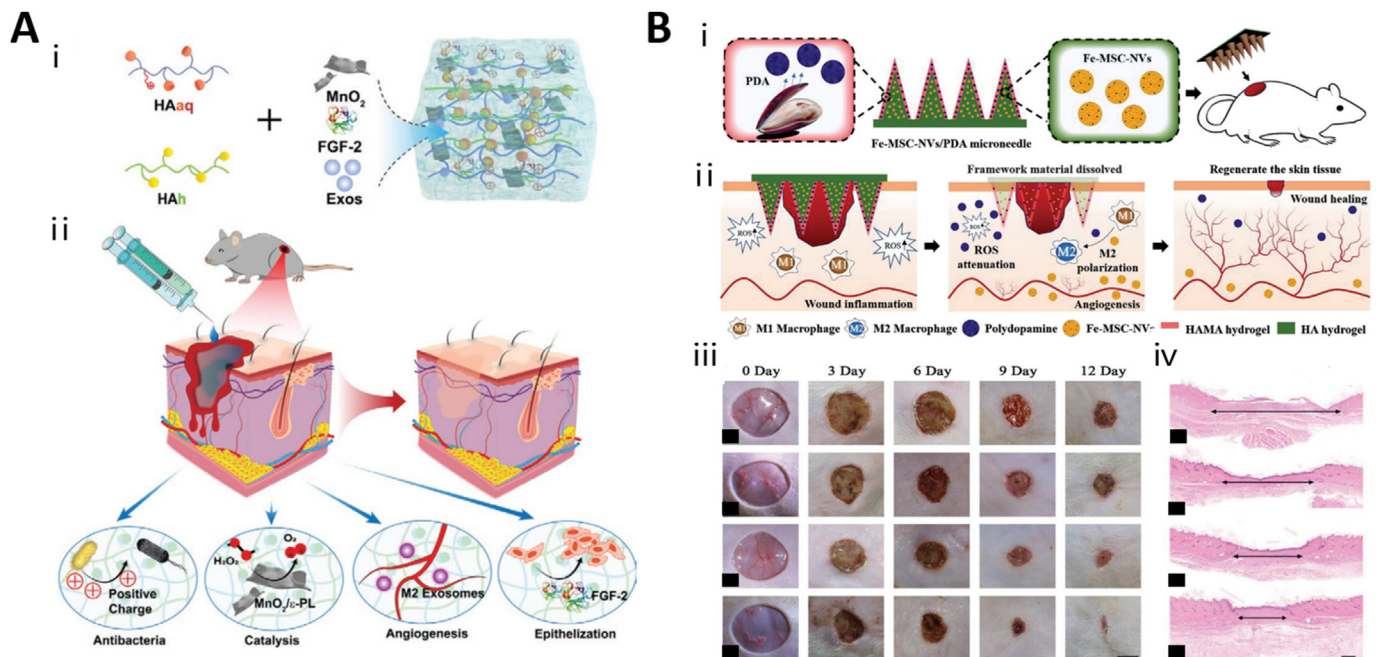 A
i
HAaq
+
HAh
MnO₂
FGF-2
Exos
ii
Positive
Charge
Antibacteria
H₂O₂
O₂
MnO₂/ε-PL
Catalysis
M2 Exosomes
Angiogenesis
FGF-2
Epithelization
B
i
PDA
Fe-MSC-NVs/PDA microneedle
Fe-MSC-NVs
ii
ROS
ROS
M1
M1
Wound inflammation
Framework material dissolved
ROS
ROS
attenuation
M1
M2
M2
polarization
Angiogenesis
Regenerate the skin tissue
Wound healing
M1 M1 Macrophage M2 M2 Macrophage Polydopamine Fe-MSC-NV HAMA hydrogel HA hydrogel
iii
0 Day 3 Day 6 Day 9 Day 12 Day
iv